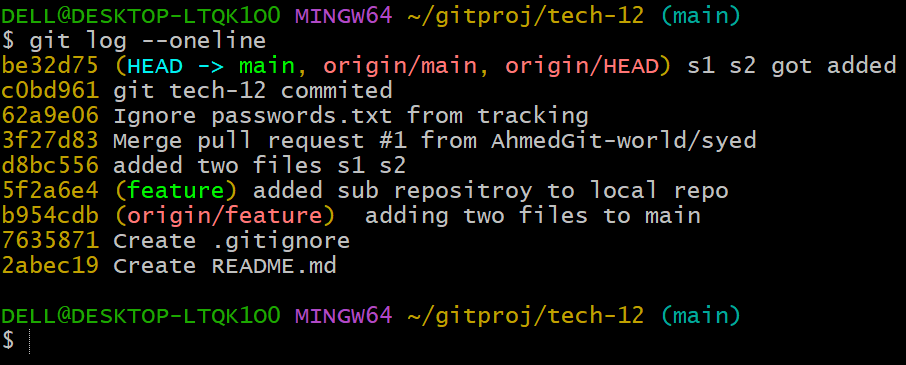 DELL@DESKTOP-LTQK1OO MINGW64 ~/gitproj/tech-12 (main)
$ git log --oneline
be32d75 (HEAD -> main, origin/main, origin/HEAD) s1 s2 got added
c0bd961 git tech-12 commited
62a9e06 Ignore passwords.txt from tracking
3f27d83 Merge pull request #1 from AhmedGit-world/syed
d8bc556 added two files s1 s2
5f2a6e4 (feature) added sub repositroy to local repo
b954cdb (origin/feature)  adding two files to main
7635871 Create .gitignore
2abec19 Create README.md

DELL@DESKTOP-LTQK1OO MINGW64 ~/gitproj/tech-12 (main)
$